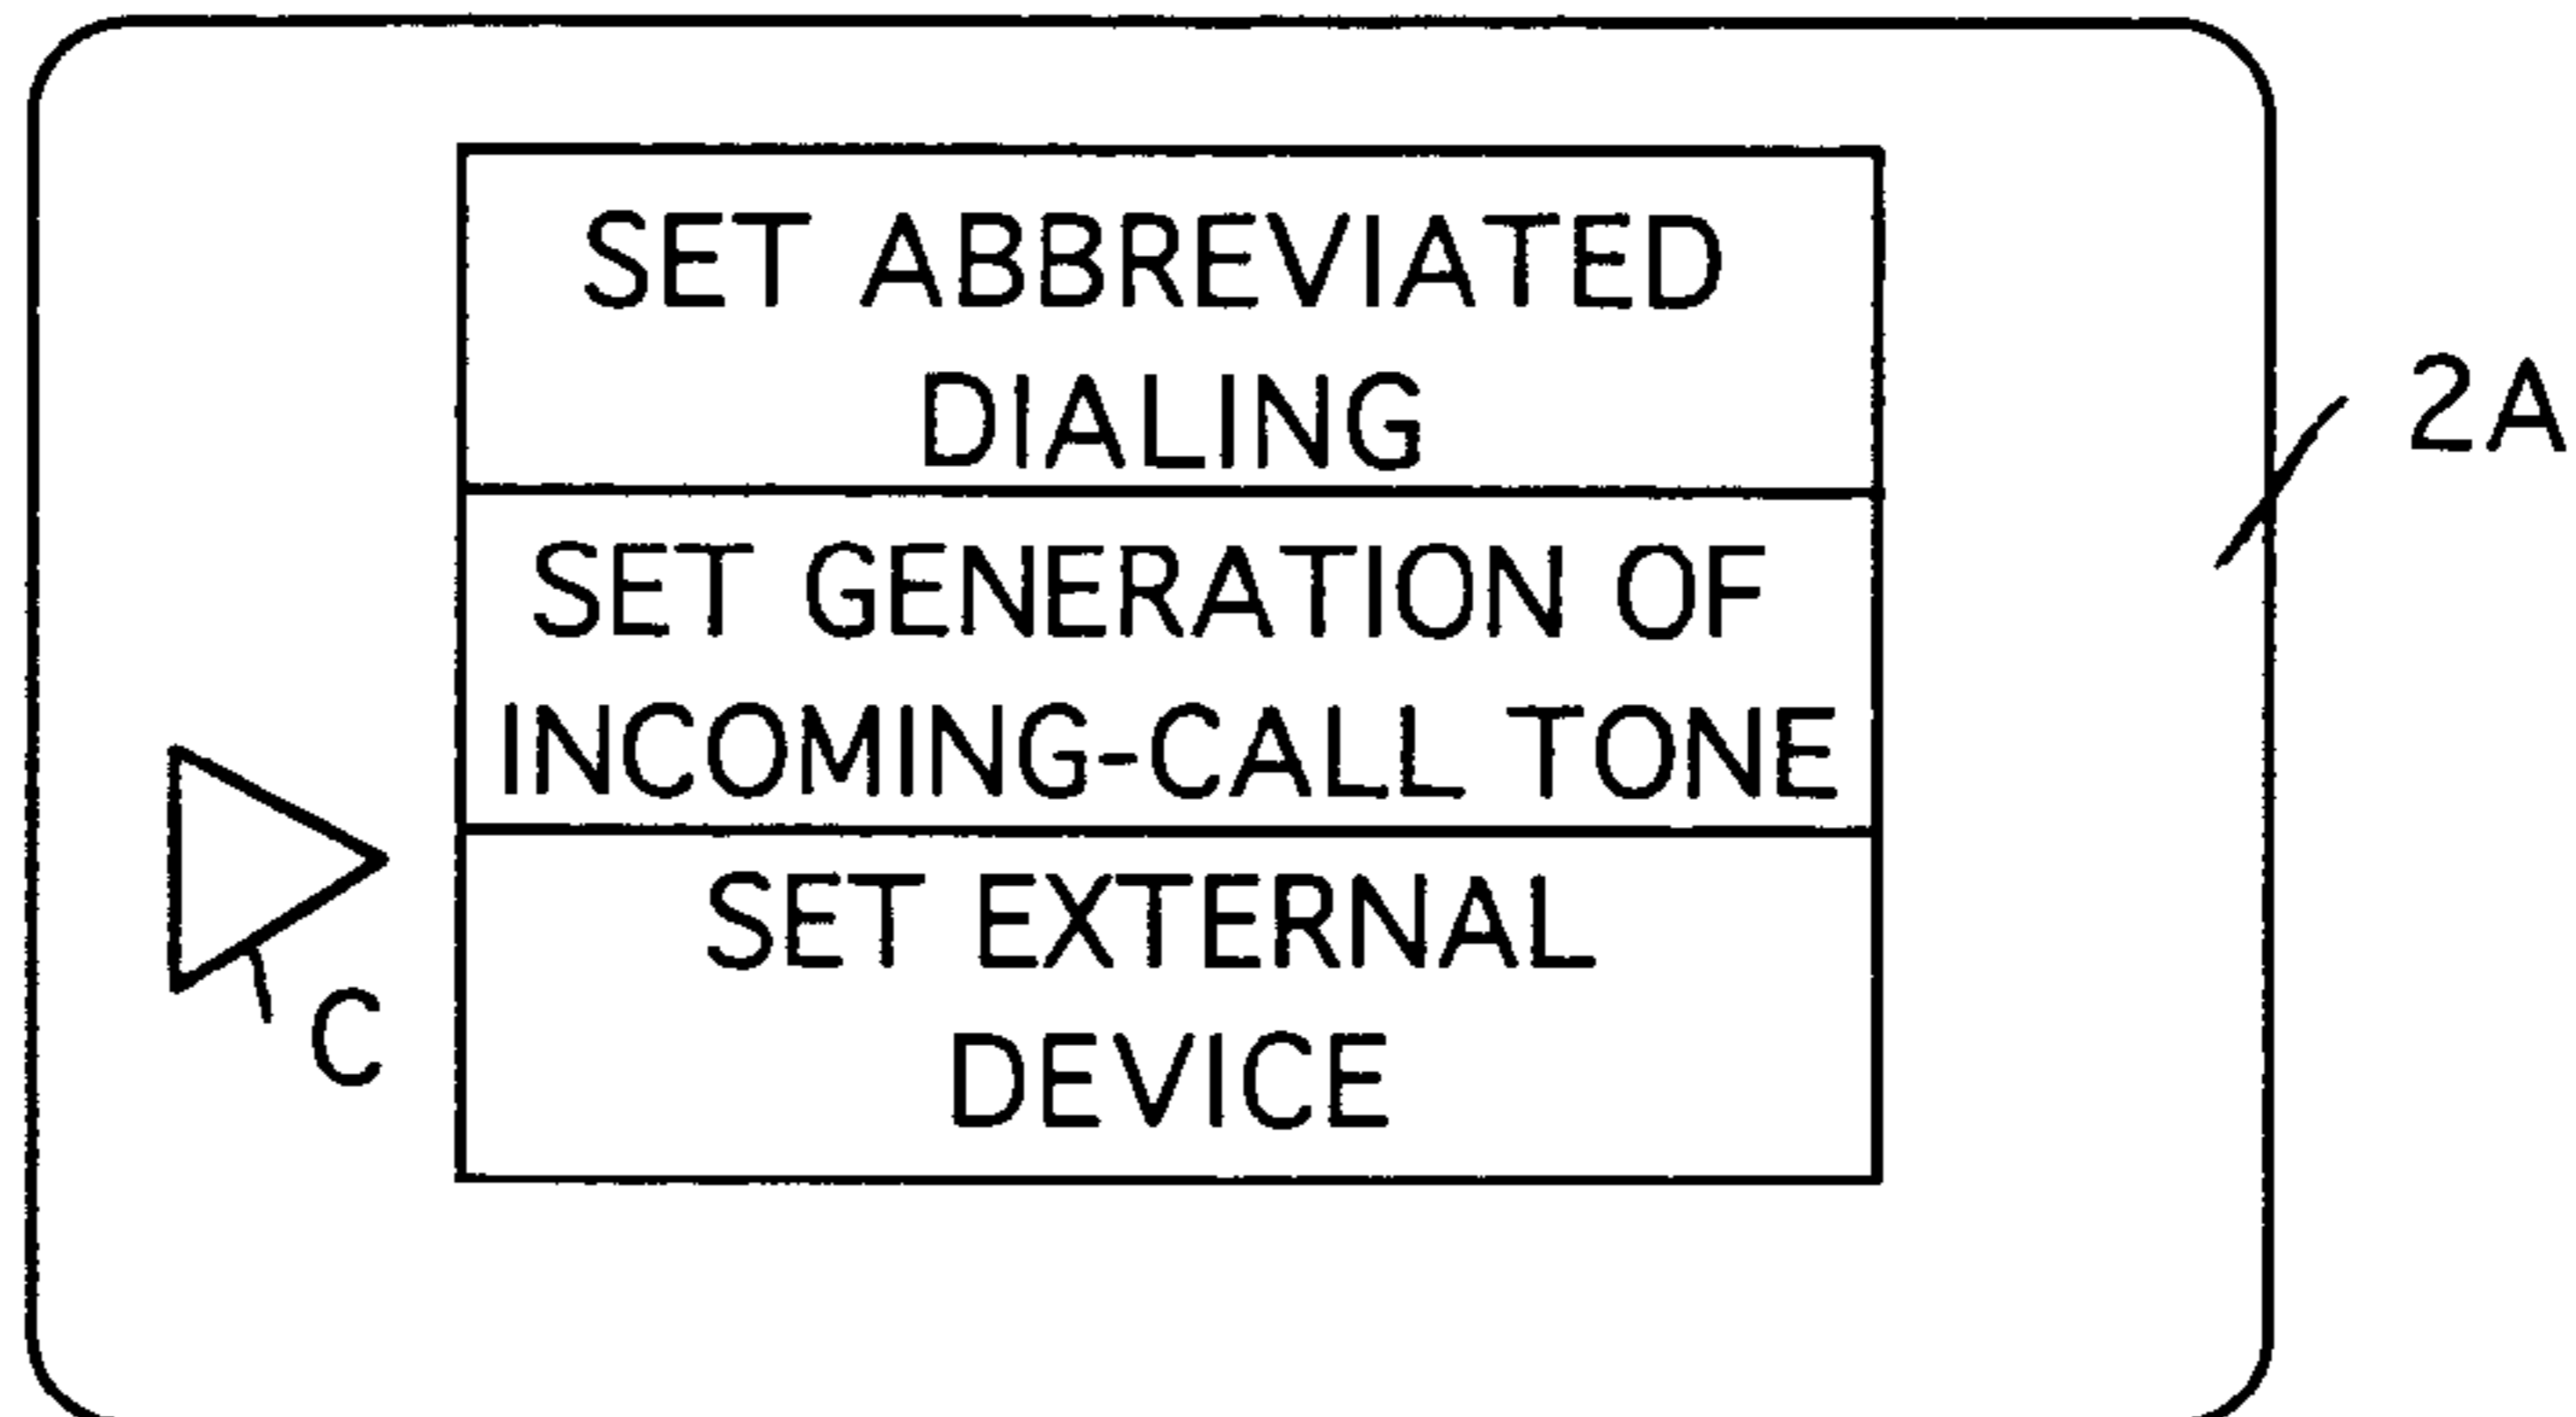 SET ABBREVIATED
DIALING
2A
SET GENERATION OF
INCOMING-CALL TONE
SET EXTERNAL
DEVICE
C